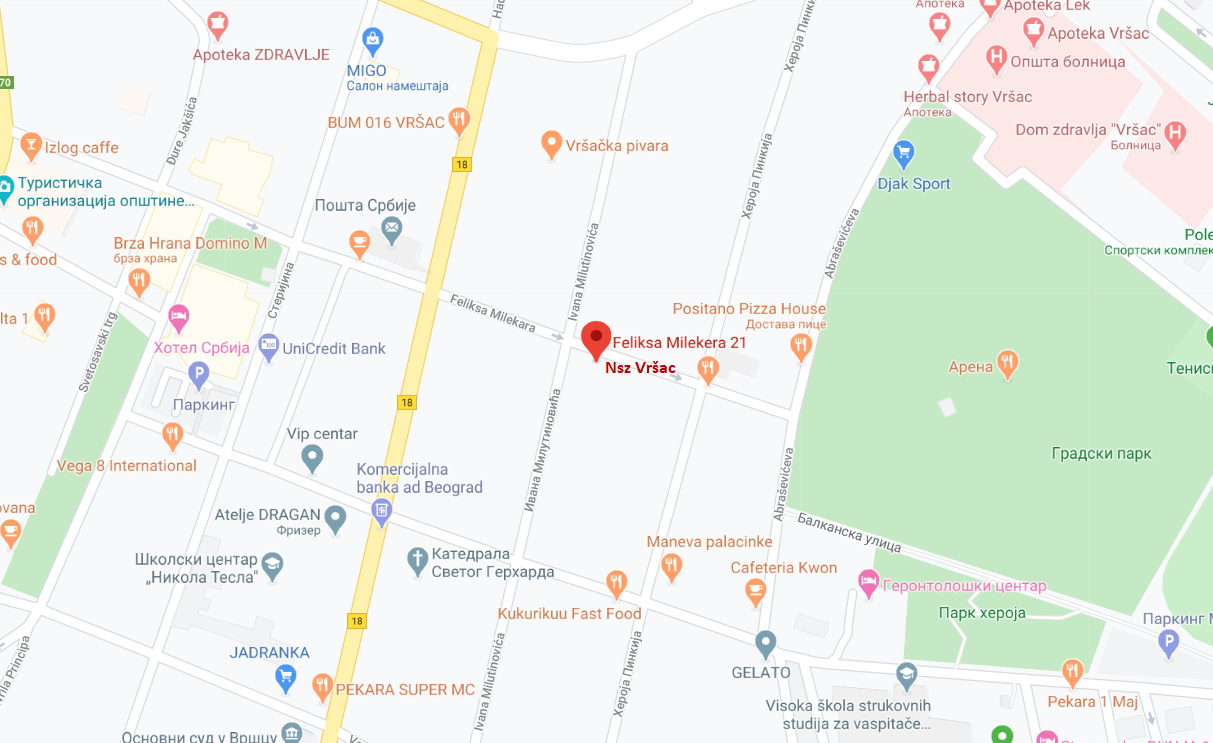 Apoteka Lek
Апотека
Apoteka Vršac
Apoteka ZDRAVLJE
MIGO
Салон намештаја
Општа болница
70
Herbal story Vršac
Апотека
BUM 016 VRŠAC
Хероја Пинкија
Dom zdravlja "Vršac"
Болница
Izlog caffe
Đure Jakšića
Vršačka pivara
18
Туристичка
организација општине...
Djak Sport
Хероја Пинкија
Пошта Србије
Abraševićeva
Brza Hrana Domino M
брза храна
Pole
Спортски комплекс
s & food
Ivana Milutinovića
Стеријина
Feliksa Milekara
Positano Pizza House
Достава пице
lta 1
Хотел Србија
UniCredit Bank
Feliksa Milekera 21
Nsz Vršac
Арена
Тенис
Svetosavski trg
Паркинг
18
Ивана Милутиновића
Vip centar
Градски парк
Vega 8 International
Komercijalna
banka ad Beograd
Abraševićeva
ovana
Atelje DRAGAN
Фризер
Балканска улица
Maneva palacinke
Школски центар
„Никола Тесла"
Катедрала
Светог Герхарда
Cafeteria Kwon
Геронтолошки центар
Kukurikuu Fast Food
Парк хероја
Паркинг
18
JADRANKA
Ivana Milutinovića
Хероја Пинкија
GELATO
PEKARA SUPER MC
Visoka škola strukovnih
studija za vaspitače...
Pekara 1 Maj
Principa
Основни суд у Вршцу